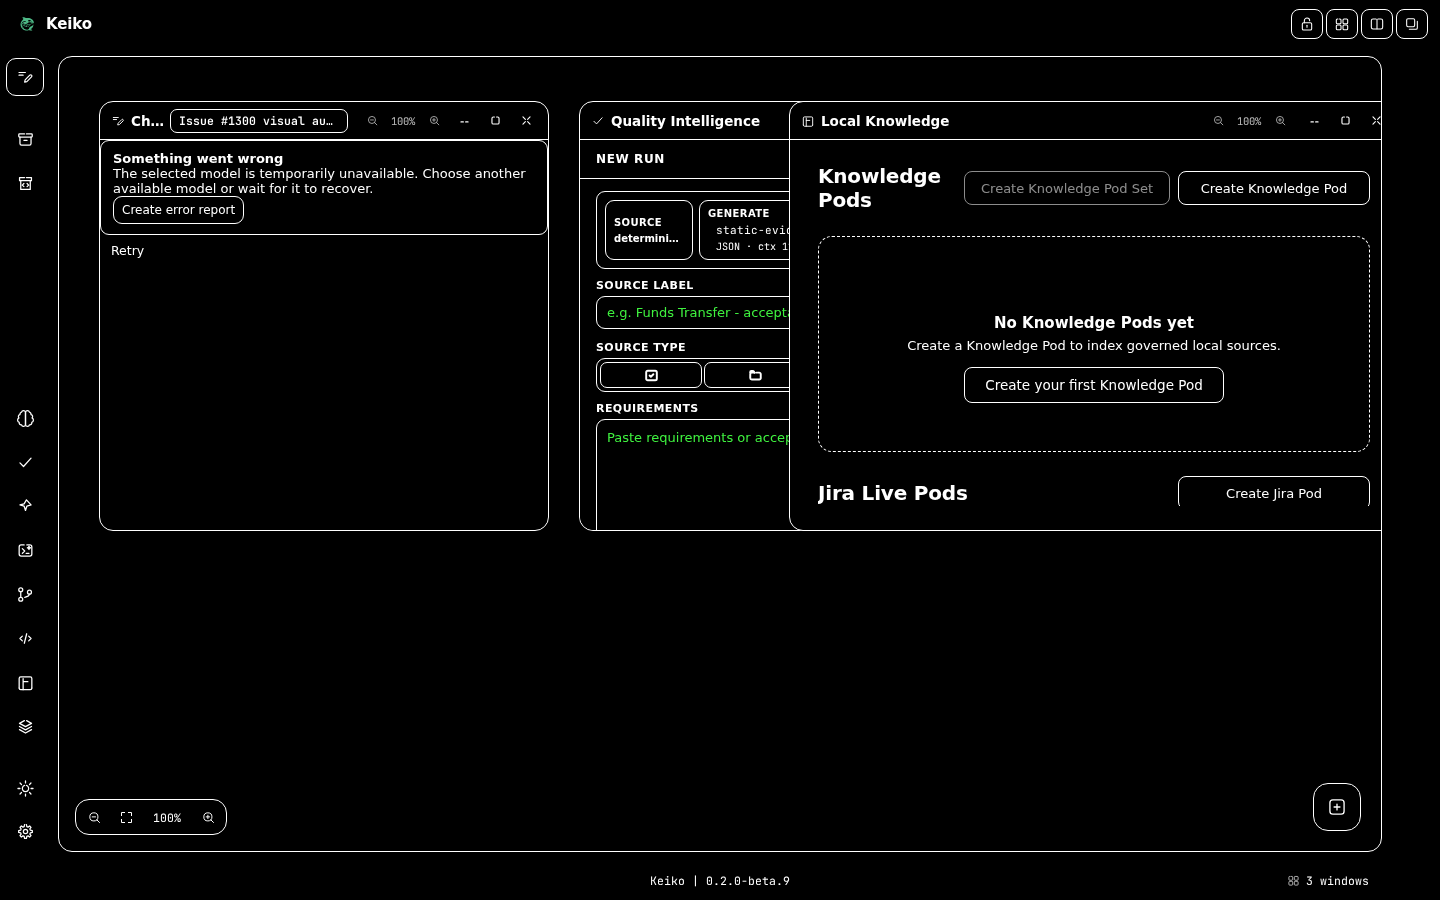 Keiko
Ch…
Issue #1300 visual au…
100%
Something went wrong
The selected model is temporarily unavailable. Choose another
available model or wait for it to recover.
Create error report
Retry
Quality Intelligence
NEW RUN
SOURCE
determini…
GENERATE
static-evid
JSON · ctx 1
SOURCE LABEL
e.g. Funds Transfer - accepta
SOURCE TYPE
REQUIREMENTS
Paste requirements or accep
Local Knowledge
100%
Knowledge
Pods
Create Knowledge Pod Set
Create Knowledge Pod
No Knowledge Pods yet
Create a Knowledge Pod to index governed local sources.
Create your first Knowledge Pod
Jira Live Pods
Create Jira Pod
100%
Keiko | 0.2.0-beta.9
3 windows